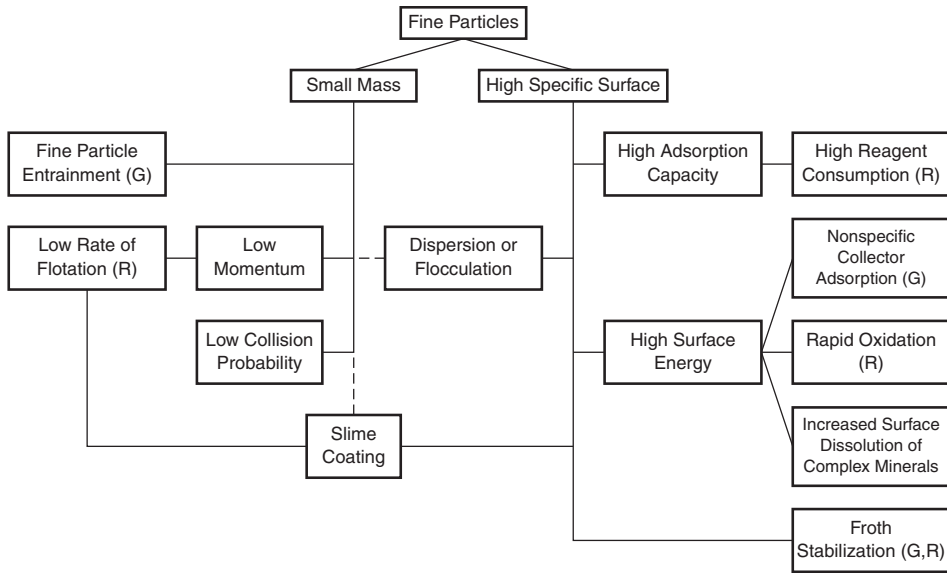 Fine Particles
Small Mass
High Specific Surface
Fine Particle
Entrainment (G)
High Adsorption
Capacity
High Reagent
Consumption (R)
Low Rate of
Flotation (R)
Low
Momentum
Dispersion or
Flocculation
Nonspecific
Collector
Adsorption (G)
Low Collision
Probability
High Surface
Energy
Rapid Oxidation
(R)
Slime
Coating
Increased Surface
Dissolution of
Complex Minerals
Froth
Stabilization (G,R)